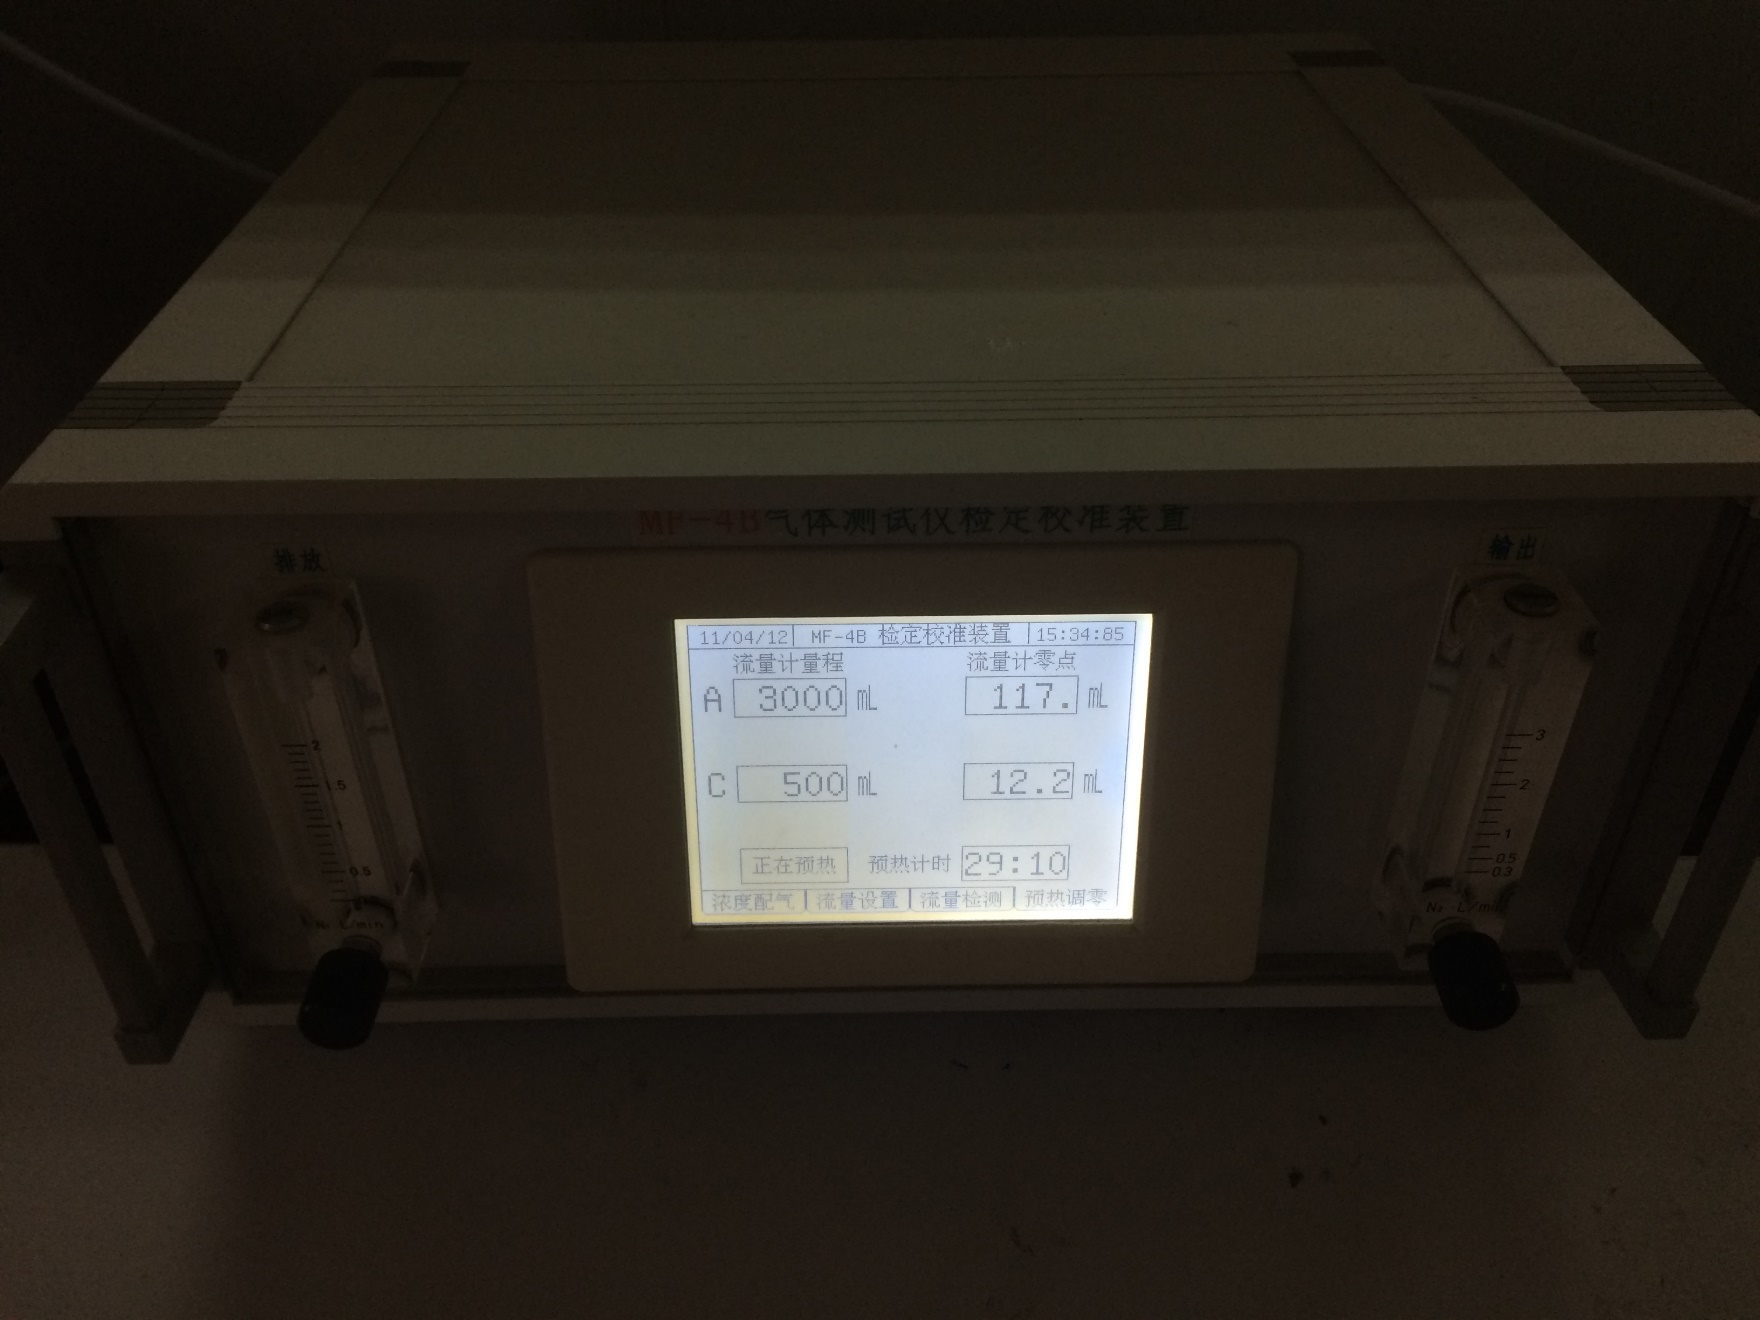 MF-4B气体测试仪检定校准装置
排放
输出
11/04/12 MF-4B 检定校准装置 15:34:85
流量计量程 流量计零点
A 3000 mL 117. mL
C 500 mL 12.2 mL
正在预热 预热计时 29:10
浓度配气 流量设置 流量检测 预热调零
2
1.5
1
0.5
N₂ L/min
3
2
1
0.5
0.3
N₂ L/min